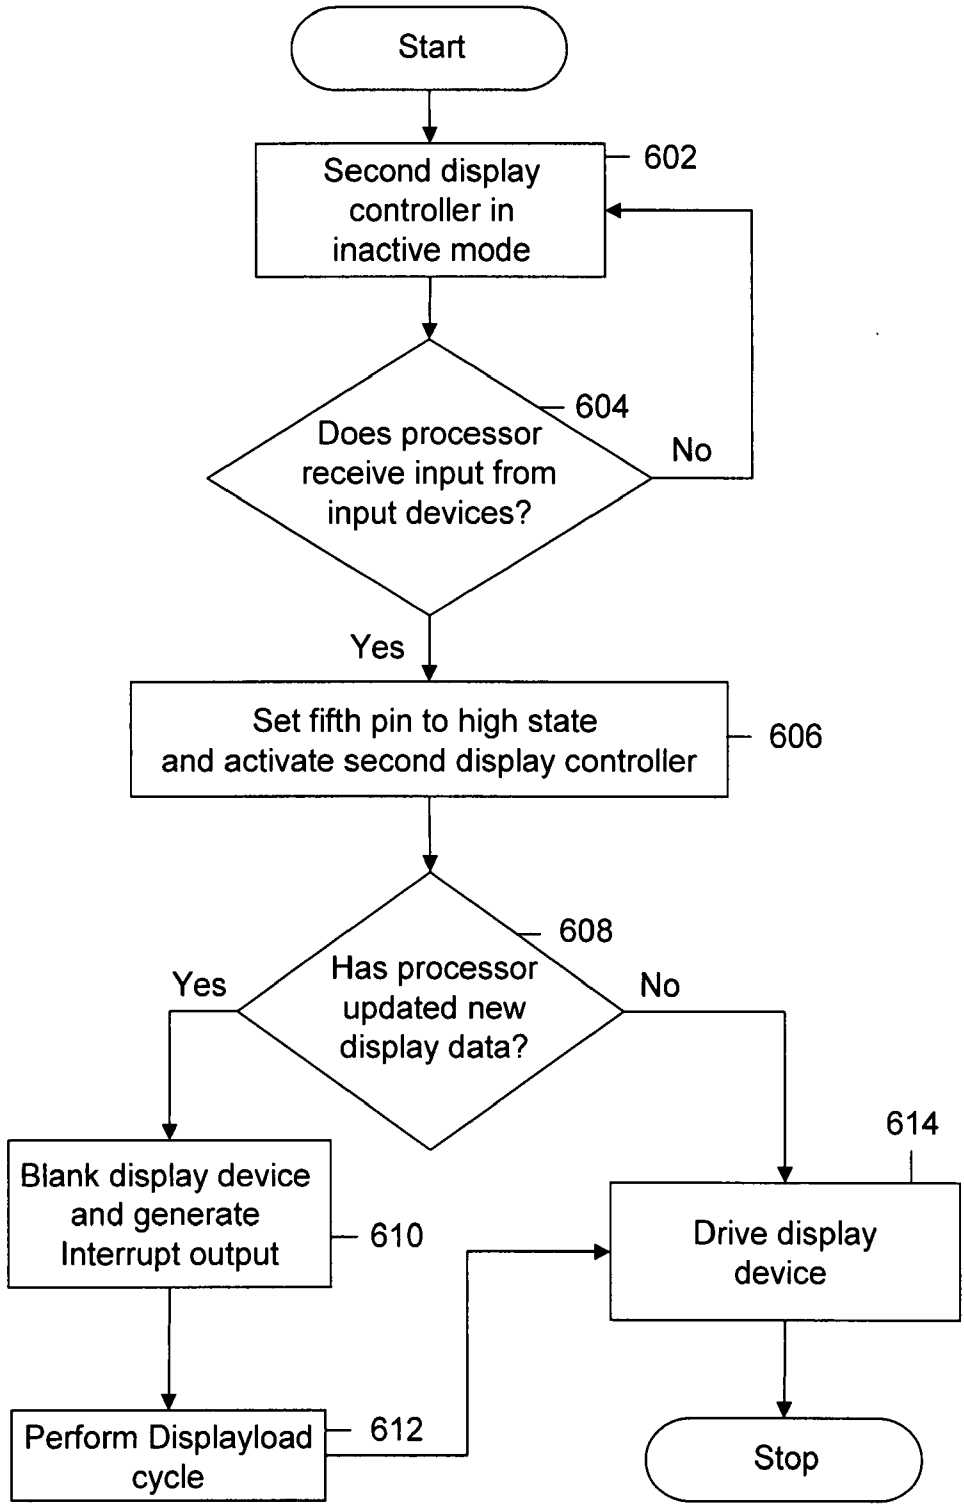 Start
602
Second display
controller in
inactive mode
604
Does processor
receive input from
input devices?
No
Yes
Set fifth pin to high state
and activate second display controller
606
608
Has processor
updated new
display data?
Yes
No
614
Blank display device
and generate
Interrupt output
610
Drive display
device
612
Perform Displayload
cycle
Stop